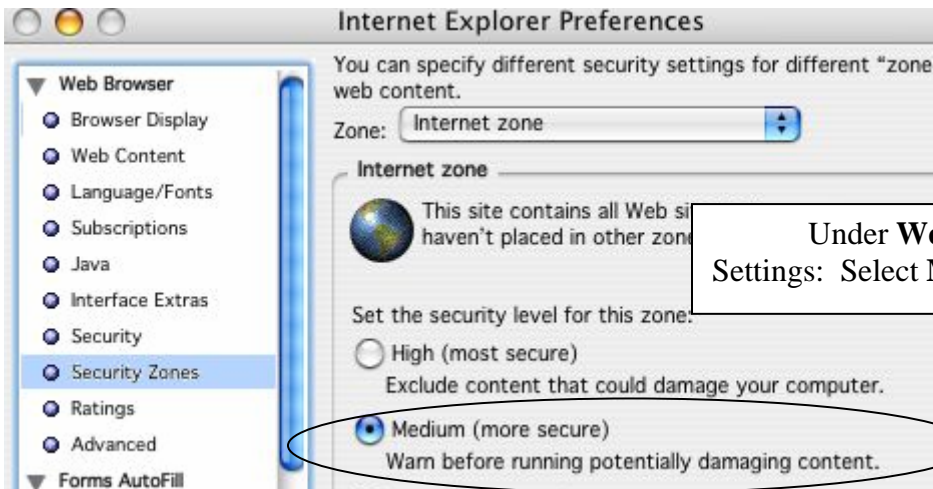 Internet Explorer Preferences
Web Browser
Browser Display
Web Content
Language/Fonts
Subscriptions
Java
Interface Extras
Security
Security Zones
Ratings
Advanced
Forms AutoFill
You can specify different security settings for different "zone
web content.
Zone: Internet zone
Internet zone
This site contains all Web
haven't placed in other
Under
Settings: Select
Set the security level for this zone:
High (most secure)
Exclude content that could damage your computer.
Medium (more secure)
Warn before running potentially damaging content.